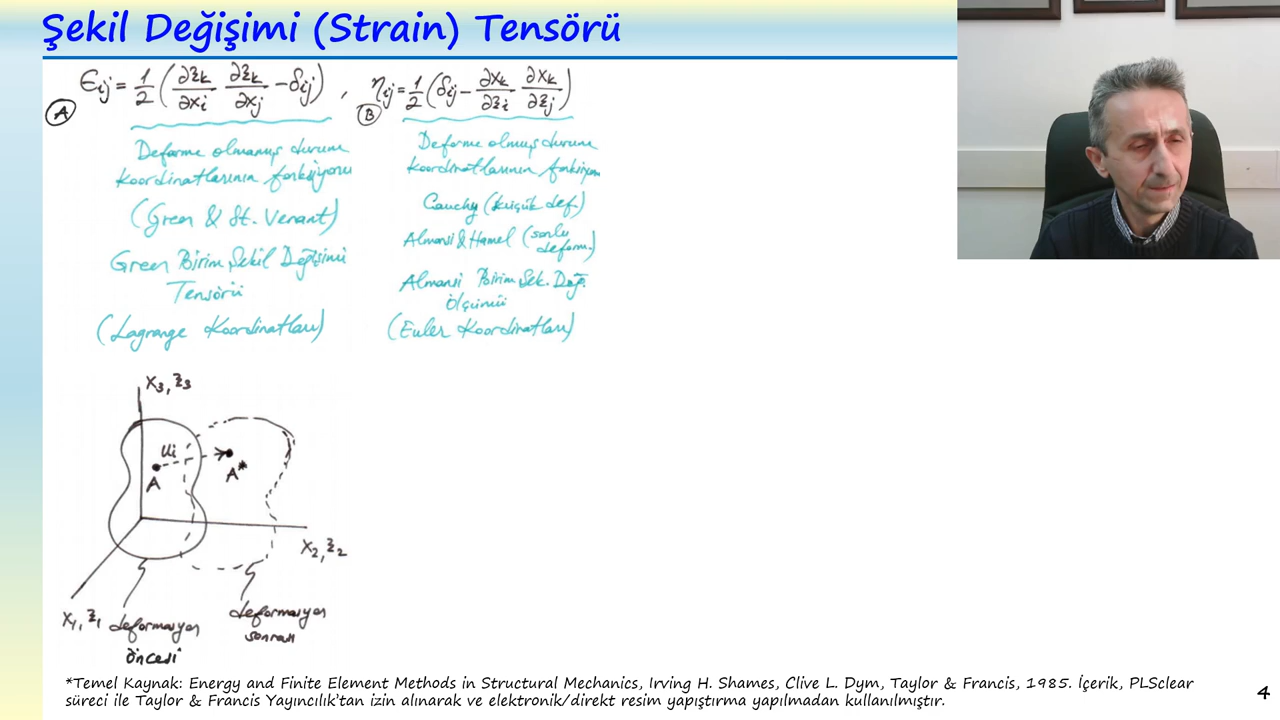 Şekil Değişimi (Strain) Tensörü
Ⓐ ϵij = 1/2 (∂ξk/∂xi ∂ξk/∂xj − δij) , Ⓑ ηij = 1/2 (δij − ∂xk/∂ξi ∂xk/∂ξj)
Deforme olmamış durum
koordinatlarının fonksiyonu
(Green & St. Venant)
Green Birim Şekil Değişimi
Tensörü
(Lagrange Koordinatları)
Deforme olmuş durum
koordinatlarının fonksiyon
Cauchy (küçük def)
Almansi & Hamel (sonlu
deform.)
Almansi Birim Şek. Değ.
Ölçümü
(Euler Koordinatları)
X3, ξ3
ui
A
A*
X2, ξ2
X1, ξ1
deformasyon
öncesi
deformasyon
sonrası
*Temel Kaynak: Energy and Finite Element Methods in Structural Mechanics, Irving H. Shames, Clive L. Dym, Taylor & Francis, 1985. İçerik, PLSclear
süreci ile Taylor & Francis Yayıncılık'tan izin alınarak ve elektronik/direkt resim yapıştırma yapılmadan kullanılmıştır.
4